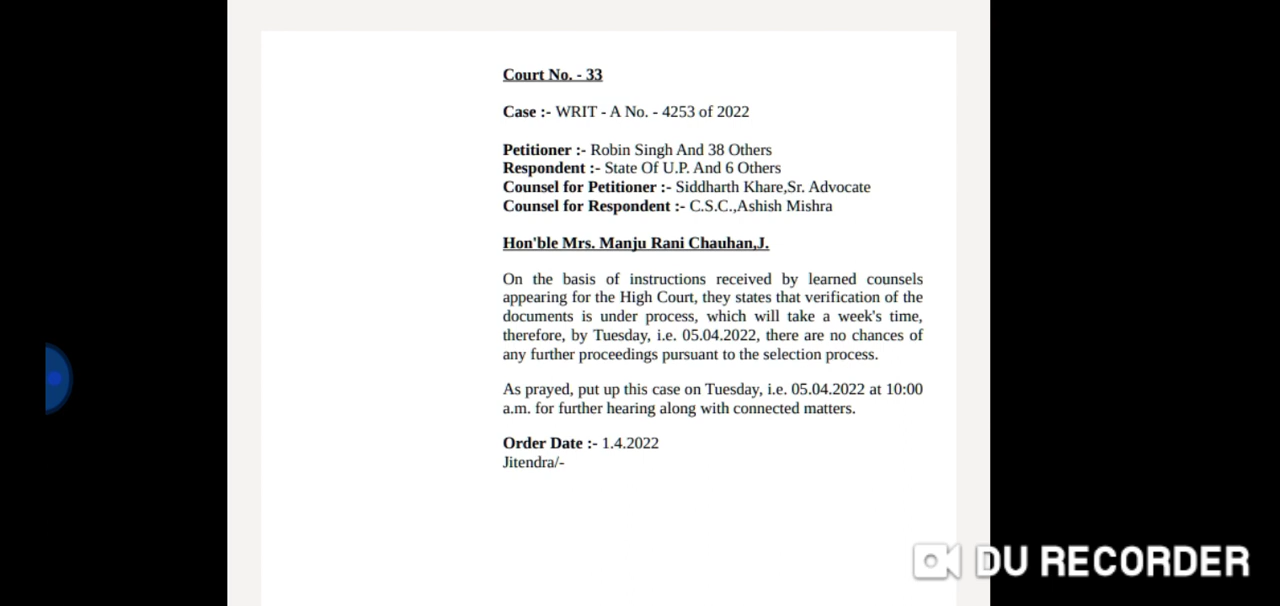 Court No. - 33
Case :- WRIT - A No. - 4253 of 2022
Petitioner :- Robin Singh And 38 Others
Respondent :- State Of U.P. And 6 Others
Counsel for Petitioner :- Siddharth Khare,Sr. Advocate
Counsel for Respondent :- C.S.C.,Ashish Mishra
Hon'ble Mrs. Manju Rani Chauhan,J.
On the basis of instructions received by learned counsels
appearing for the High Court, they states that verification of the
documents is under process, which will take a week's time,
therefore, by Tuesday, i.e. 05.04.2022, there are no chances of
any further proceedings pursuant to the selection process.
As prayed, put up this case on Tuesday, i.e. 05.04.2022 at 10:00
a.m. for further hearing along with connected matters.
Order Date :- 1.4.2022
Jitendra/-
DU RECORDER